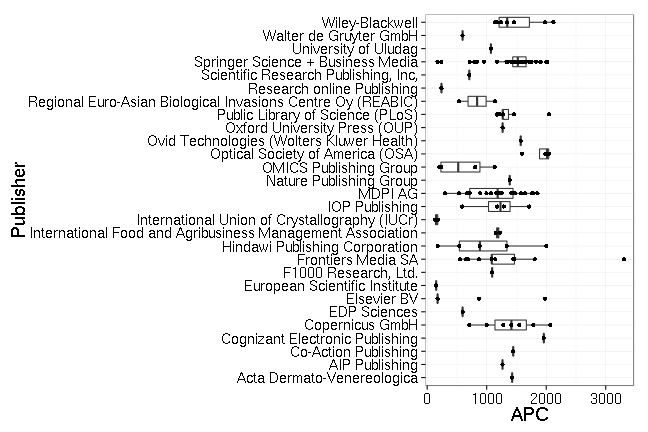 Wiley-Blackwell
Walter de Gruyter GmbH
University of Uludag
Springer Science + Business Media
Scientific Research Publishing, Inc,
Research online Publishing
Regional Euro-Asian Biological Invasions Centre Oy (REABIC)
Public Library of Science (PLoS)
Oxford University Press (OUP)
Ovid Technologies (Wolters Kluwer Health)
Optical Society of America (OSA)
OMICS Publishing Group
Nature Publishing Group
MDPI AG
IOP Publishing
International Union of Crystallography (IUCr)
International Food and Agribusiness Management Association
Hindawi Publishing Corporation
Frontiers Media SA
F1000 Research, Ltd.
European Scientific Institute
Elsevier BV
EDP Sciences
Copernicus GmbH
Cognizant Electronic Publishing
Co-Action Publishing
AIP Publishing
Acta Dermato-Venereologica
Publisher
0 1000 2000 3000
APC